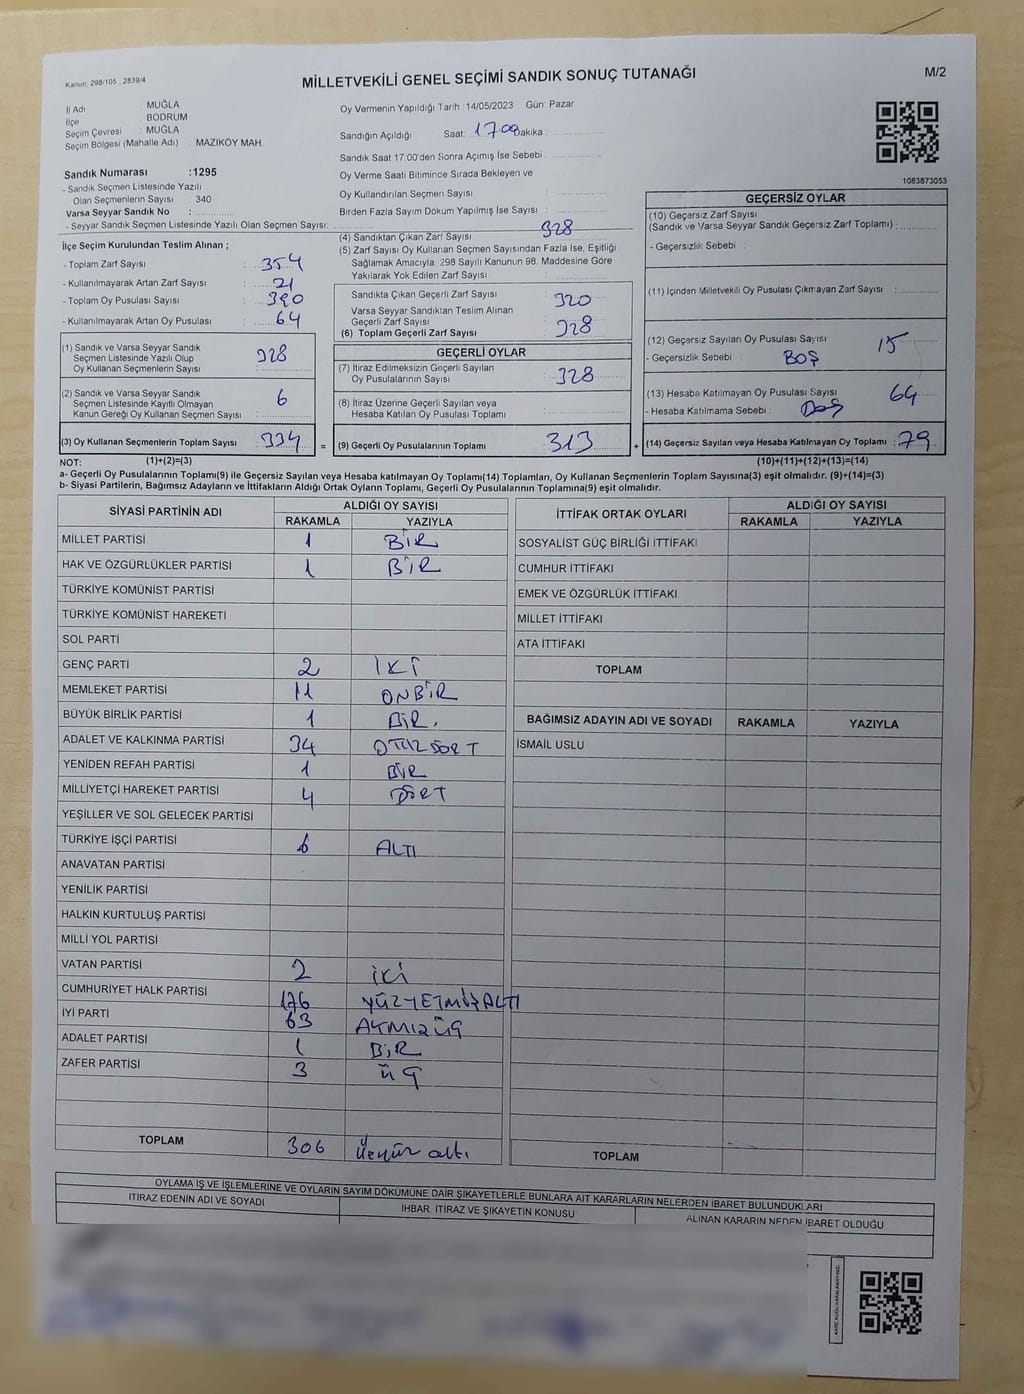 Kanun: 298/105 , 2839/4
MİLLETVEKİLİ GENEL SEÇİMİ SANDIK SONUÇ TUTANAĞI
M/2
İl Adı : MUĞLA
İlçe : BODRUM
Seçim Çevresi : MUĞLA
Seçim Bölgesi (Mahalle Adı) : MAZIKÖY MAH.
Sandık Numarası :1295
- Sandık Seçmen Listesinde Yazılı
Olan Seçmenlerin Sayısı : 340
Varsa Seyyar Sandık No :
- Seyyar Seçmen Listesinde Yazılı Olan Seçmen Sayısı:
İlçe Seçim Kurulundan Teslim Alınan ;
- Toplam Zarf Sayısı : 354
- Kullanılmayarak Artan Zarf Sayısı : 21
- Toplam Oy Pusulası Sayısı : 390
- Kullanılmayarak Artan Oy Pusulası : 64
(1) Sandık ve Varsa Seyyar Sandık
Seçmen Listesinde Yazılı Olup
Oy Kullanan Seçmenlerin Sayısı : 328
(2) Sandık ve Varsa Seyyar Sandık
Seçmen Listesinde Kayıtlı Olmayan
Kanun Gereği Oy Kullanan Seçmen Sayısı : 6
(3) Oy Kullanan Seçmenlerin Toplam Sayısı : 334 =
Oy Vermenin Yapıldığı Tarih :14/05/2023 Gün: Pazar
Sandığın Açıldığı Saat: 17 00 Dakika :
Sandık Saat 17.00'den Sonra Açımış İse Sebebi :
Oy Verme Saati Bitiminde Sırada Bekleyen ve
Oy Kullandırılan Seçmen Sayısı :
Birden Fazla Sayım Döküm Yapılmış İse Sayısı :
(4) Sandıktan Çıkan Zarf Sayısı : 328
(5) Zarf Sayısı Oy Kullanan Seçmen Sayısından Fazla İse, Eşitliği
Sağlamak Amacıyla, 298 Sayılı Kanunun 98. Maddesine Göre
Yakılarak Yok Edilen Zarf Sayısı :
Sandıkta Çıkan Geçerli Zarf Sayısı : 320
Varsa Seyyar Sandıktan Teslim Alınan
Geçerli Zarf Sayısı :
(6) Toplam Geçerli Zarf Sayısı : 328
GEÇERLİ OYLAR
(7) İtiraz Edilmeksizin Geçerli Sayılan
Oy Pusulalarının Sayısı : 328
(8) İtiraz Üzerine Geçerli Sayılan veya
Hesaba Katılan Oy Pusulası Toplamı :
(9) Geçerli Oy Pusulalarının Toplamı : 313 +
1083873053
GEÇERSİZ OYLAR
(10) Geçersiz Zarf Sayısı
(Sandık ve Varsa Seyyar Sandık Geçersiz Zarf Toplamı) :
- Geçersizlik Sebebi :
(11) İçinden Milletvekili Oy Pusulası Çıkmayan Zarf Sayısı :
(12) Geçersiz Sayılan Oy Pusulası Sayısı : 15
- Geçersizlik Sebebi : BOŞ
(13) Hesaba Katılmayan Oy Pusulası Sayısı : 64
- Hesaba Katılmama Sebebi :
(14) Geçersiz Sayılan veya Hesaba Katılmayan Oy Toplamı : 79
NOT: (1)+(2)=(3)
(10)+(11)+(12)+(13)=(14)
a- Geçerli Oy Pusulalarının Toplamı(9) ile Geçersiz Sayılan veya Hesaba katılmayan Oy Toplamı(14) Toplamları, Oy Kullanan Seçmenlerin Toplam Sayısına(3) eşit olmalıdır. (9)+(14)=(3)
b- Siyasi Partilerin, Bağımsız Adayların ve İttifakların Aldığı Ortak Oyların Toplamı, Geçerli Oy Pusulalarının Toplamına(9) eşit olmalıdır.
SİYASİ PARTİNİN ADI ALDIĞI OY SAYISI
RAKAMLA YAZIYLA
MİLLET PARTİSİ 1 BİR
HAK VE ÖZGÜRLÜKLER PARTİSİ 1 BİR
TÜRKİYE KOMÜNİST PARTİSİ
TÜRKİYE KOMÜNİST HAREKETİ
SOL PARTİ
GENÇ PARTİ 2 İKİ
MEMLEKET PARTİSİ 11 ONBİR
BÜYÜK BİRLİK PARTİSİ 1 BİR.
ADALET VE KALKINMA PARTİSİ 34 OTUZ DÖRT
YENİDEN REFAH PARTİSİ 1 BİR
MİLLİYETÇİ HAREKET PARTİSİ 4 DÖRT
YEŞİLLER VE SOL GELECEK PARTİSİ
TÜRKİYE İŞÇİ PARTİSİ 6 ALTI
ANAVATAN PARTİSİ
YENİLİK PARTİSİ
HALKIN KURTULUŞ PARTİSİ
MİLLİ YOL PARTİSİ
VATAN PARTİSİ 2 İKİ
CUMHURİYET HALK PARTİSİ 176 YÜZYETMİŞALTI
İYİ PARTİ 63 ATMIZÜÇ
ADALET PARTİSİ 1 BİR
ZAFER PARTİSİ 3 ÜÇ
TOPLAM 306 üçyüz altı
İTTİFAK ORTAK OYLARI ALDIĞI OY SAYISI
RAKAMLA YAZIYLA
SOSYALİST GÜÇ BİRLİĞİ İTTİFAKI
CUMHUR İTTİFAKI
EMEK VE ÖZGÜRLÜK İTTİFAKI
MİLLET İTTİFAKI
ATA İTTİFAKI
TOPLAM
BAĞIMSIZ ADAYIN ADI VE SOYADI RAKAMLA YAZIYLA
İSMAİL USLU
TOPLAM
OYLAMA İŞ VE İŞLEMLERİNE VE OYLARIN SAYIM DÖKÜMÜNE DAİR ŞİKAYETLERLE BUNLARA AİT KARARLARIN NELERDEN İBARET BULUNDUKLARI
İTİRAZ EDENİN ADI VE SOYADI
İHBAR, İTİRAZ VE ŞİKAYETİN KONUSU
ALINAN KARARIN NEDEN İBARET OLDUĞU